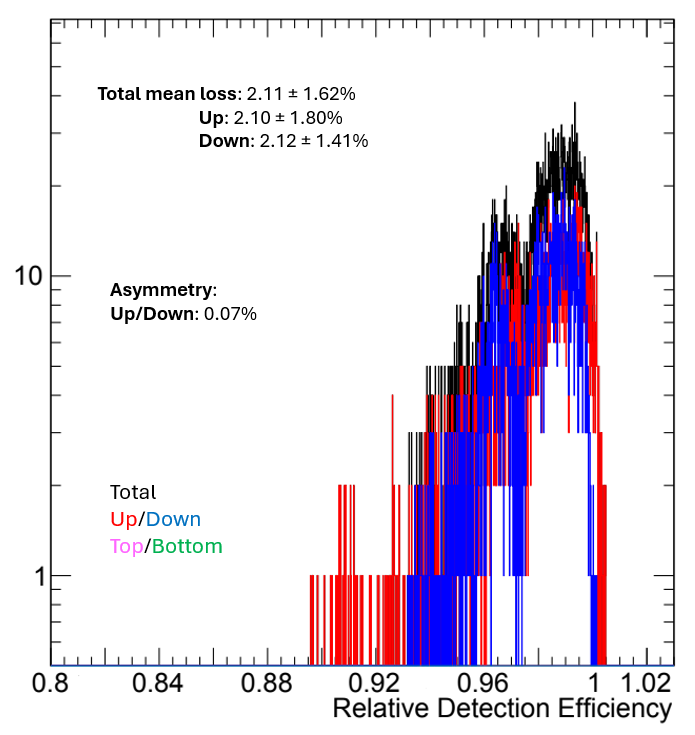 Total mean loss: 2.11 ± 1.62%
Up: 2.10 ± 1.80%
Down: 2.12 ± 1.41%
10
Asymmetry:
Up/Down: 0.07%
Total
Up/Down
Top/Bottom
1
0.8 0.84 0.88 0.92 0.96 1 1.02
Relative Detection Efficiency